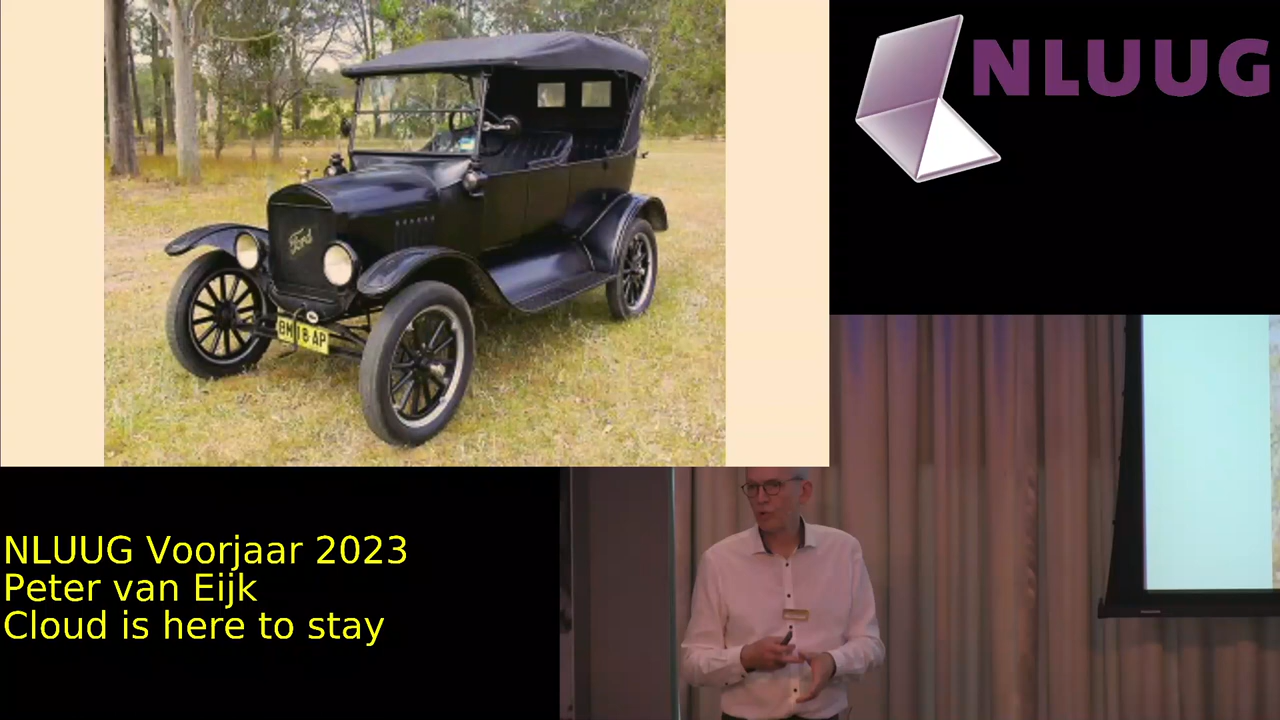 NLUUG
Ford
NLUUG Voorjaar 2023
Peter van Eijk
Cloud is here to stay